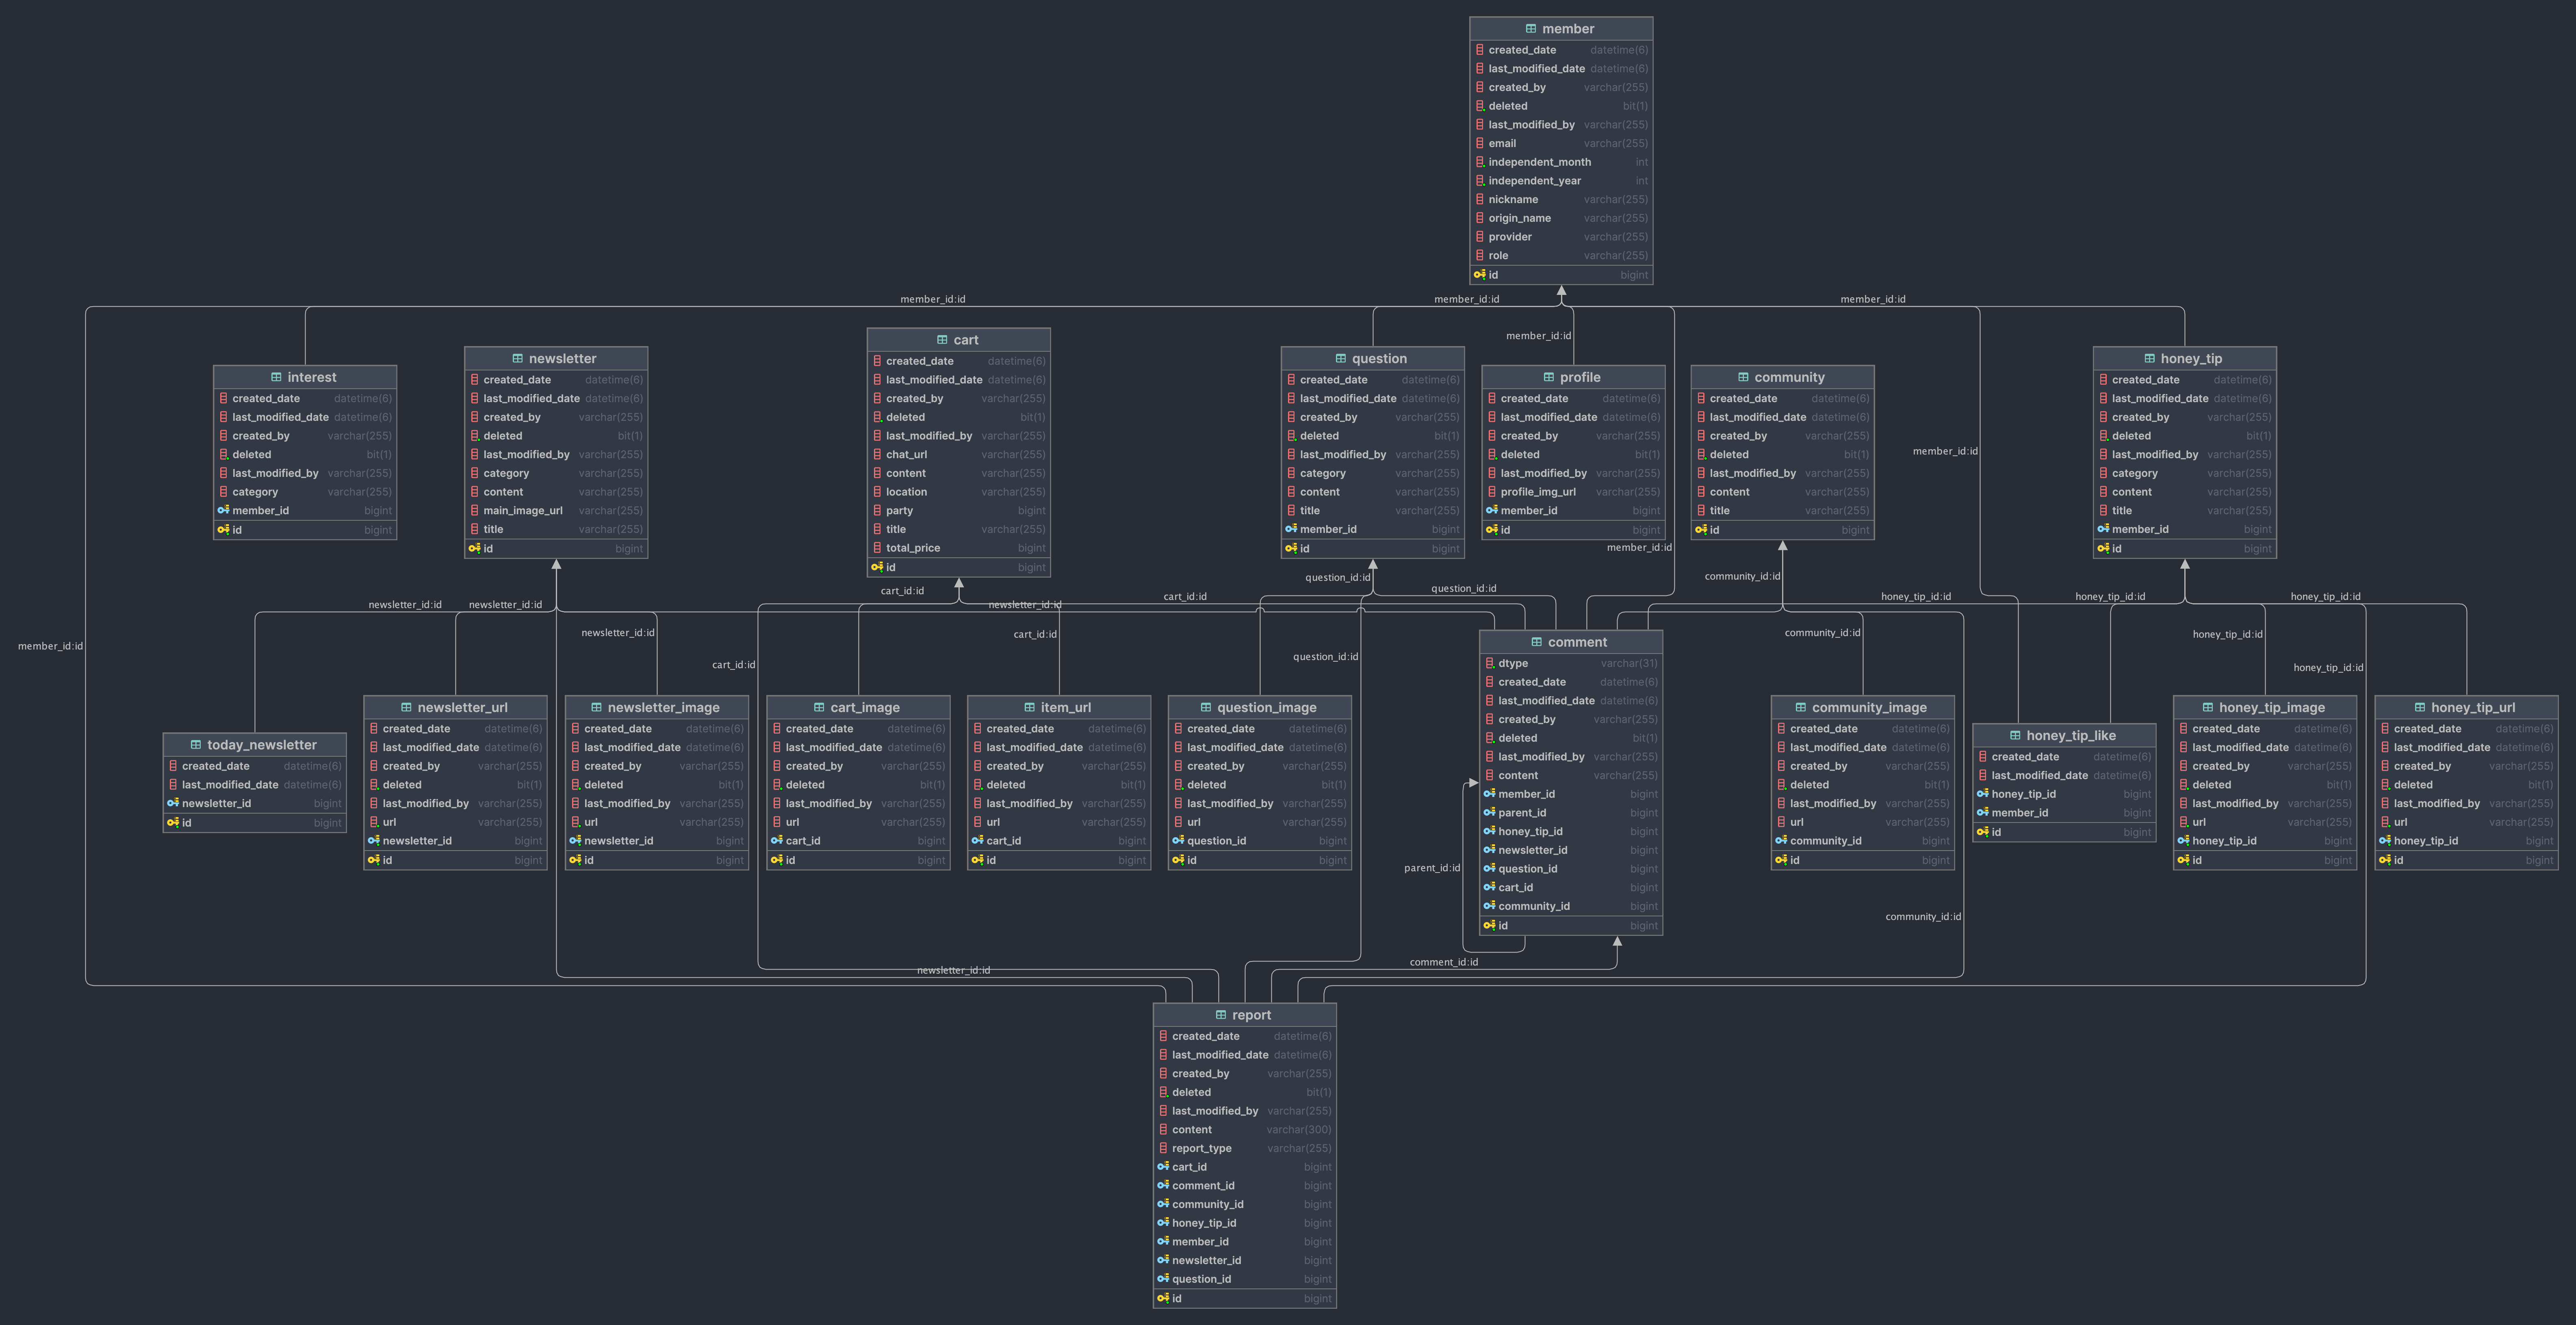 member
created_date datetime(6)
last_modified_date datetime(6)
created_by varchar(255)
deleted bit(1)
last_modified_by varchar(255)
email varchar(255)
independent_month int
independent_year int
nickname varchar(255)
origin_name varchar(255)
provider varchar(255)
role varchar(255)
id bigint
member_id:id
member_id:id
member_id:id
member_id:id
member_id:id
member_id:id
member_id:id
interest
created_date datetime(6)
last_modified_date datetime(6)
created_by varchar(255)
deleted bit(1)
last_modified_by varchar(255)
category varchar(255)
member_id bigint
id bigint
newsletter
created_date datetime(6)
last_modified_date datetime(6)
created_by varchar(255)
deleted bit(1)
last_modified_by varchar(255)
category varchar(255)
content varchar(255)
main_image_url varchar(255)
title varchar(255)
id bigint
cart
created_date datetime(6)
last_modified_date datetime(6)
created_by varchar(255)
deleted bit(1)
last_modified_by varchar(255)
chat_url varchar(255)
content varchar(255)
location varchar(255)
party bigint
title varchar(255)
total_price bigint
id bigint
question
created_date datetime(6)
last_modified_date datetime(6)
created_by varchar(255)
deleted bit(1)
last_modified_by varchar(255)
category varchar(255)
content varchar(255)
title varchar(255)
member_id bigint
id bigint
profile
created_date datetime(6)
last_modified_date datetime(6)
created_by varchar(255)
deleted bit(1)
last_modified_by varchar(255)
profile_img_url varchar(255)
member_id bigint
id bigint
community
created_date datetime(6)
last_modified_date datetime(6)
created_by varchar(255)
deleted bit(1)
last_modified_by varchar(255)
content varchar(255)
title varchar(255)
id bigint
honey_tip
created_date datetime(6)
last_modified_date datetime(6)
created_by varchar(255)
deleted bit(1)
last_modified_by varchar(255)
category varchar(255)
content varchar(255)
title varchar(255)
member_id bigint
id bigint
newsletter_id:id
newsletter_id:id
newsletter_id:id
newsletter_id:id
cart_id:id
cart_id:id
cart_id:id
cart_id:id
question_id:id
question_id:id
question_id:id
community_id:id
community_id:id
honey_tip_id:id
honey_tip_id:id
honey_tip_id:id
honey_tip_id:id
honey_tip_id:id
today_newsletter
created_date datetime(6)
last_modified_date datetime(6)
newsletter_id bigint
id bigint
newsletter_url
created_date datetime(6)
last_modified_date datetime(6)
created_by varchar(255)
deleted bit(1)
last_modified_by varchar(255)
url varchar(255)
newsletter_id bigint
id bigint
newsletter_image
created_date datetime(6)
last_modified_date datetime(6)
created_by varchar(255)
deleted bit(1)
last_modified_by varchar(255)
url varchar(255)
newsletter_id bigint
id bigint
cart_image
created_date datetime(6)
last_modified_date datetime(6)
created_by varchar(255)
deleted bit(1)
last_modified_by varchar(255)
url varchar(255)
cart_id bigint
id bigint
item_url
created_date datetime(6)
last_modified_date datetime(6)
created_by varchar(255)
deleted bit(1)
last_modified_by varchar(255)
url varchar(255)
cart_id bigint
id bigint
question_image
created_date datetime(6)
last_modified_date datetime(6)
created_by varchar(255)
deleted bit(1)
last_modified_by varchar(255)
url varchar(255)
question_id bigint
id bigint
comment
dtype varchar(31)
created_date datetime(6)
last_modified_date datetime(6)
created_by varchar(255)
deleted bit(1)
last_modified_by varchar(255)
content varchar(255)
member_id bigint
parent_id bigint
honey_tip_id bigint
newsletter_id bigint
question_id bigint
cart_id bigint
community_id bigint
id bigint
community_image
created_date datetime(6)
last_modified_date datetime(6)
created_by varchar(255)
deleted bit(1)
last_modified_by varchar(255)
url varchar(255)
community_id bigint
id bigint
honey_tip_like
created_date datetime(6)
last_modified_date datetime(6)
honey_tip_id bigint
member_id bigint
id bigint
honey_tip_image
created_date datetime(6)
last_modified_date datetime(6)
created_by varchar(255)
deleted bit(1)
last_modified_by varchar(255)
url varchar(255)
honey_tip_id bigint
id bigint
honey_tip_url
created_date datetime(6)
last_modified_date datetime(6)
created_by varchar(255)
deleted bit(1)
last_modified_by varchar(255)
url varchar(255)
honey_tip_id bigint
id bigint
parent_id:id
community_id:id
comment_id:id
newsletter_id:id
report
created_date datetime(6)
last_modified_date datetime(6)
created_by varchar(255)
deleted bit(1)
last_modified_by varchar(255)
content varchar(300)
report_type varchar(255)
cart_id bigint
comment_id bigint
community_id bigint
honey_tip_id bigint
member_id bigint
newsletter_id bigint
question_id bigint
id bigint